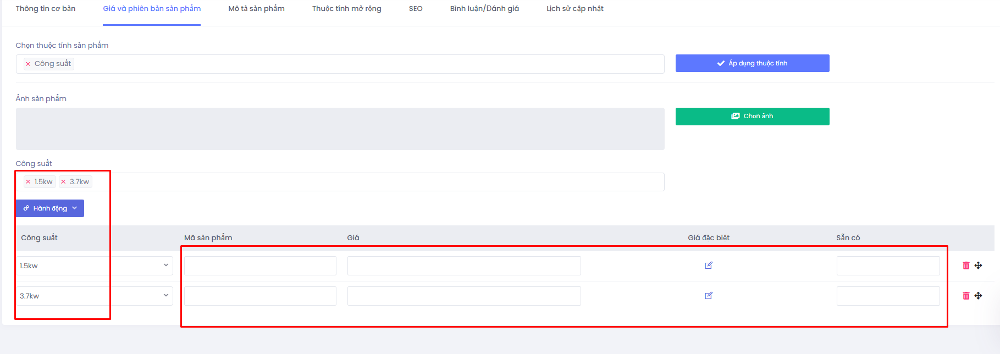 Thông tin cơ bản Giá và phiên bản sản phẩm Mô tả sản phẩm Thuộc tính mở rộng SEO Bình luận/Đánh giá Lịch sử cập nhật
Chọn thuộc tính sản phẩm
Công suất
Áp dụng thuộc tính
Ảnh sản phẩm
Chọn ảnh
Công suất
1.5kw 3.7kw
Hành động
Công suất Mã sản phẩm Giá Giá đặc biệt Sẵn có
1.5kw
3.7kw